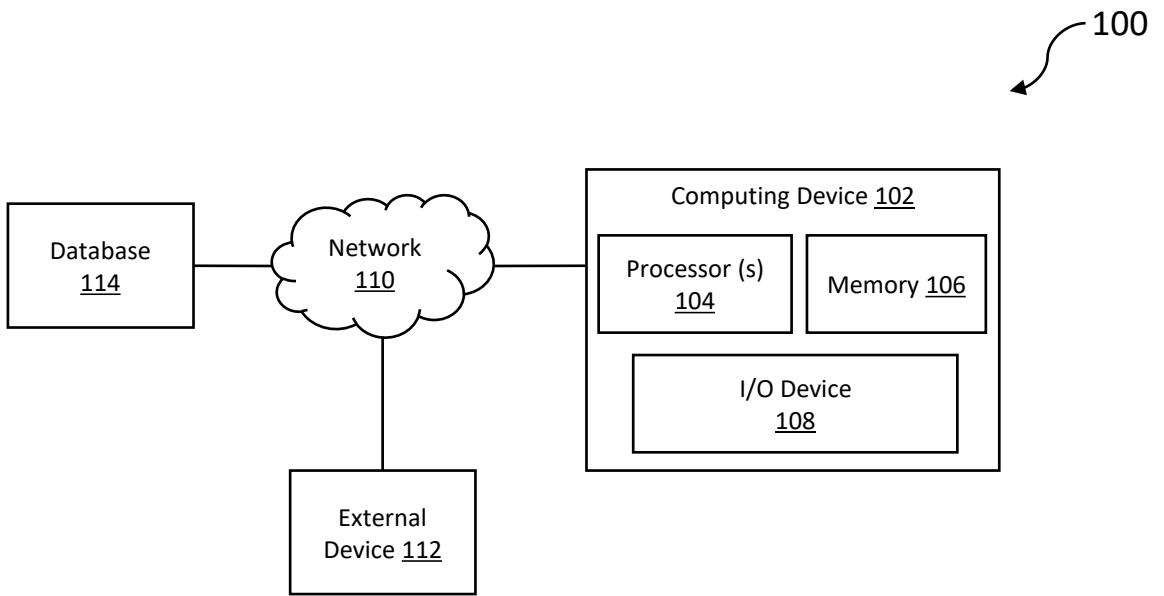 100
Computing Device 102
Database
114
Network
110
Processor (s)
104
Memory 106
I/O Device
108
External
Device 112